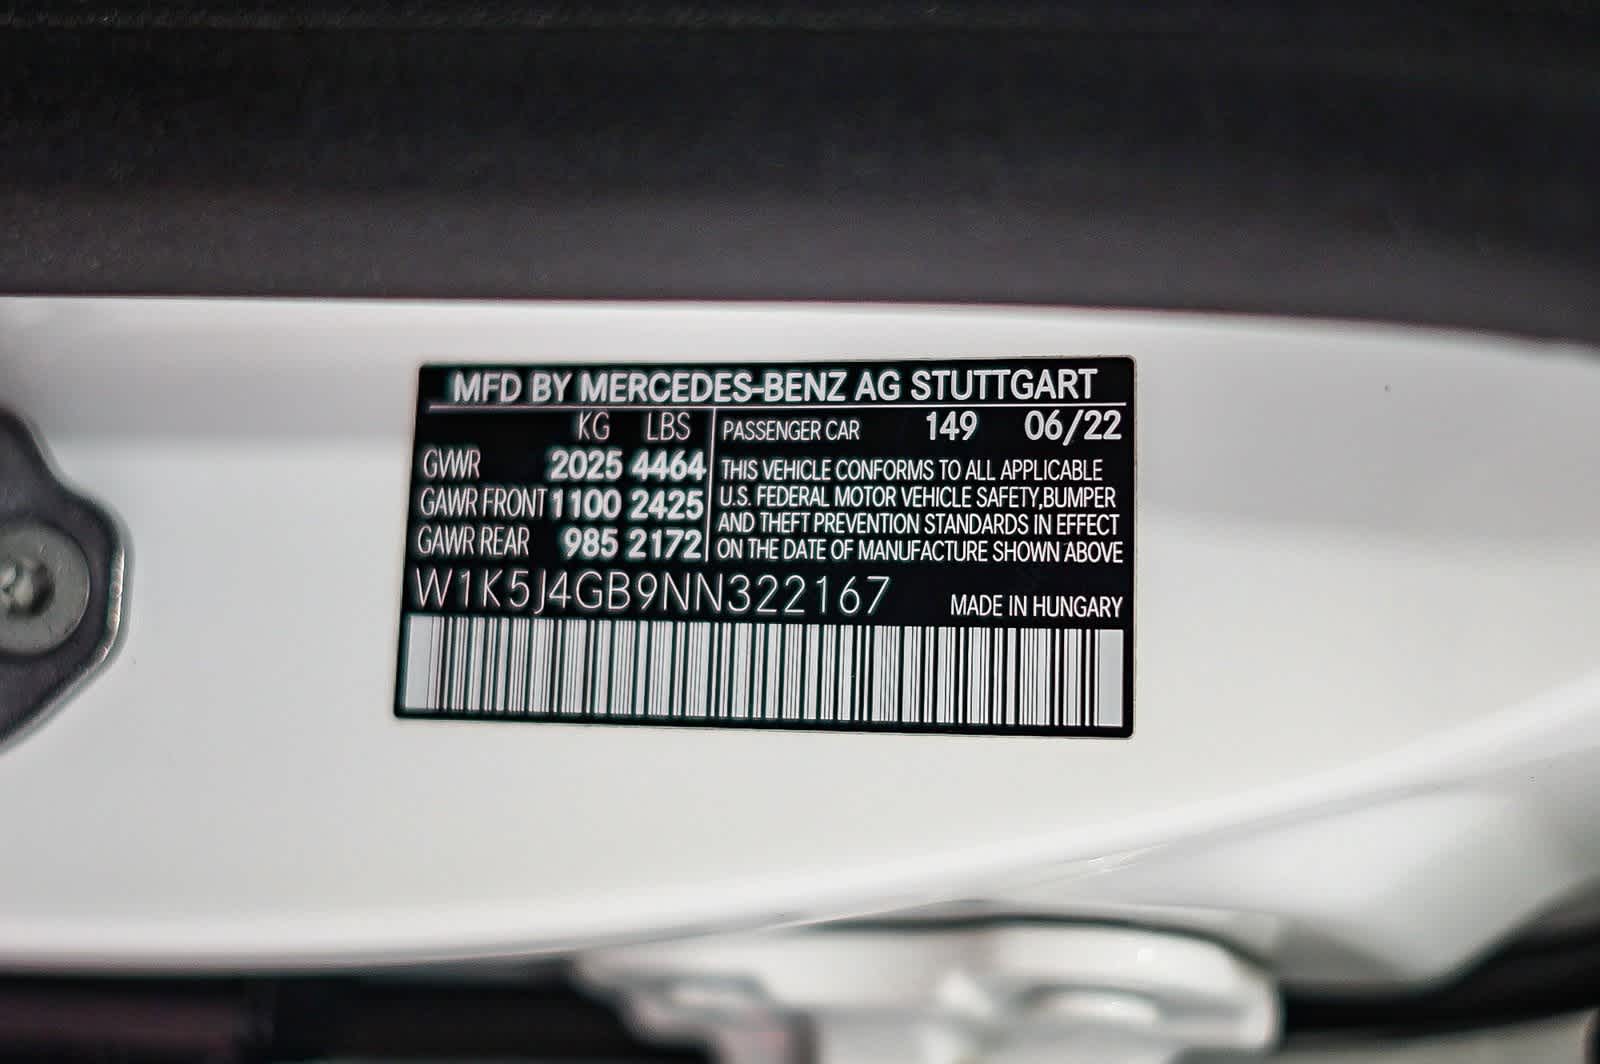 MFD BY MERCEDES-BENZ AG STUTTGART
KG LBS
GVWR 2025 4464
GAWR FRONT 1100 2425
GAWR REAR 985 2172
PASSENGER CAR 149 06/22
THIS VEHICLE CONFORMS TO ALL APPLICABLE
U.S. FEDERAL MOTOR VEHICLE SAFETY,BUMPER
AND THEFT PREVENTION STANDARDS IN EFFECT
ON THE DATE OF MANUFACTURE SHOWN ABOVE
W1K5J4GB9NN322167
MADE IN HUNGARY